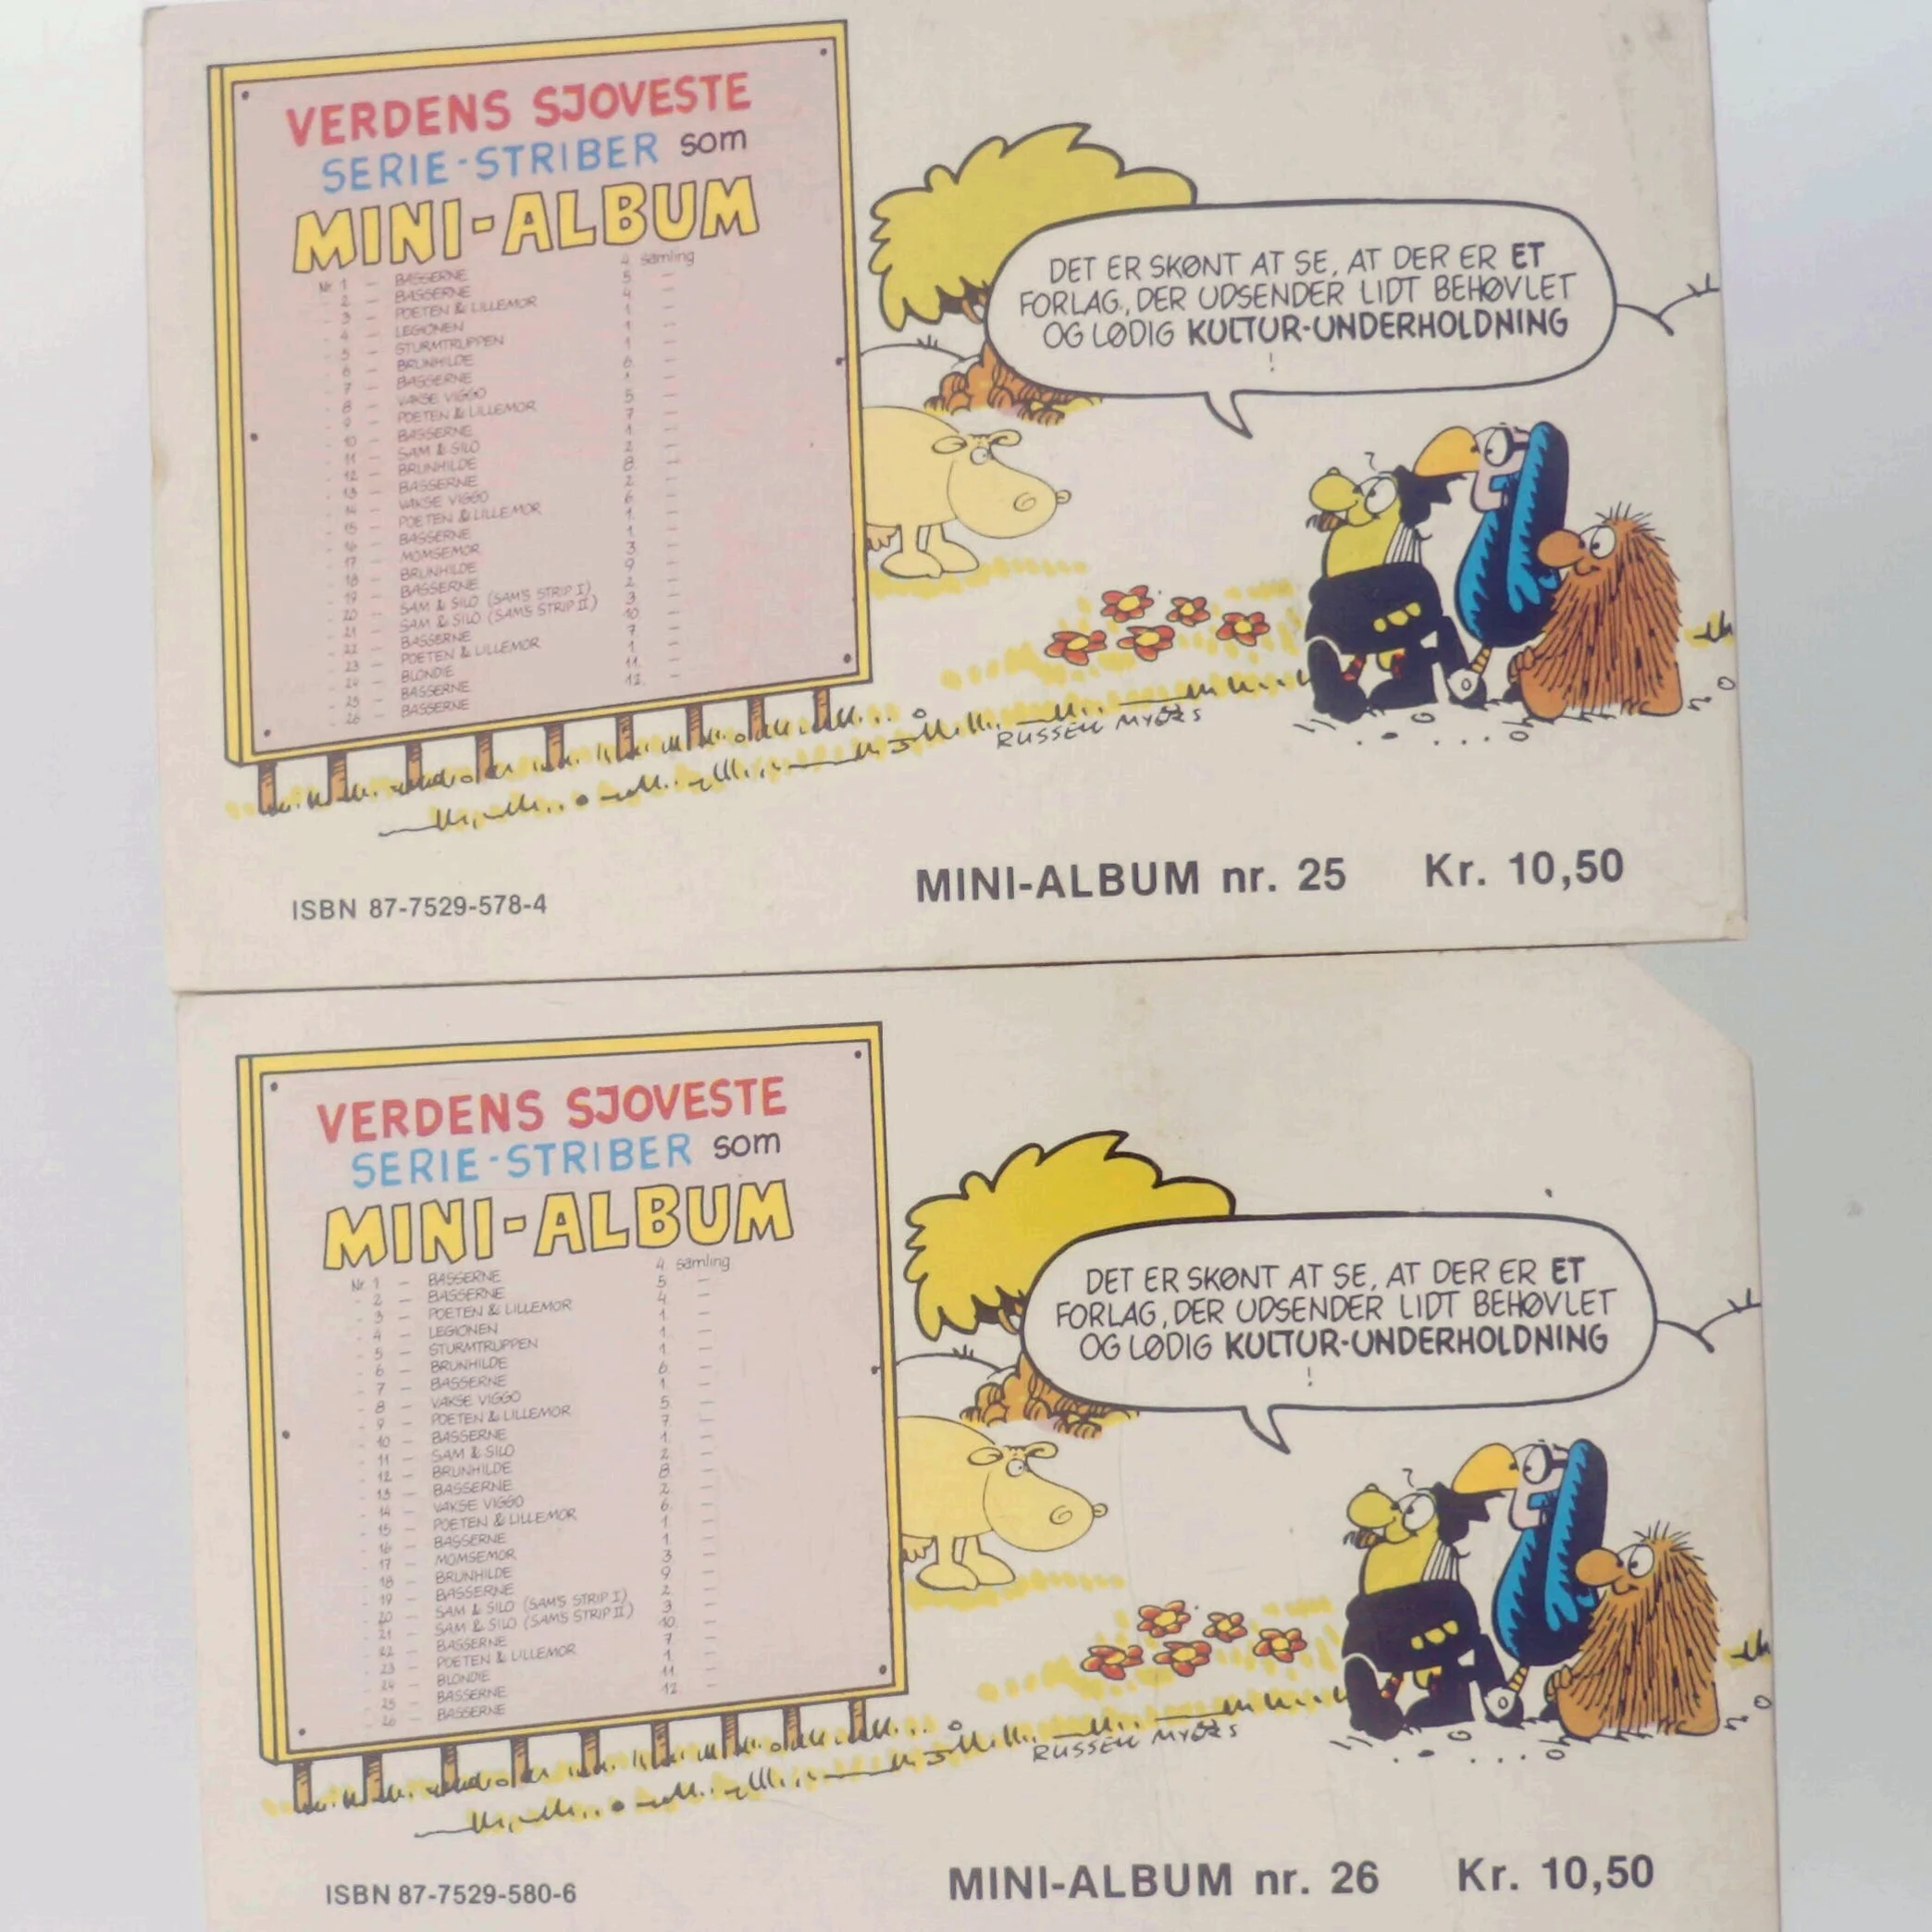 VERDENS SJOVESTE
SERIE-STRIBER som
MINI-ALBUM
Nr. 1 - BASSERNE 4. samling
- 2 - BASSERNE 5. -
- 3 - POETEN & LILLEMOR 4. -
- 4 - LEGIONEN 1. -
- 5 - STURMTRUPPEN 1. -
- 6 - BRUNHILDE 1. -
- 7 - BASSERNE 6. -
- 8 - VAKSE VIGGO 1. -
- 9 - POETEN & LILLEMOR 5. -
- 10 - BASSERNE 7. -
- 11 - SAM & SILO 1. -
- 12 - BRUNHILDE 2. -
- 13 - BASSERNE 8. -
- 14 - VAKSE VIGGO 2. -
- 15 - POETEN & LILLEMOR 6. -
- 16 - BASSERNE
- 17 - MOMSEMOR 1. -
- 18 - BRUNHILDE 3. -
- 19 - BASSERNE 9. -
- 20 - SAM & SILO (SAM'S STRIP I) 2. -
- 21 - SAM & SILO (SAM'S STRIP II) 3. -
- 22 - BASSERNE 10. -
- 23 - POETEN & LILLEMOR 7. -
- 24 - BLONDIE 1. -
- 25 - BASSERNE 11. -
- 26 - BASSERNE 12. -
DET ER SKØNT AT SE, AT DER ER ET
FORLAG, DER UDSENDER LIDT BEHØVLET
OG LØDIG KULTUR-UNDERHOLDNING
!
?
RUSSELL MYERS
ISBN 87-7529-578-4
MINI-ALBUM nr. 25 Kr. 10,50
VERDENS SJOVESTE
SERIE-STRIBER som
MINI-ALBUM
Nr. 1 - BASSERNE 4. samling
- 2 - BASSERNE 5. -
- 3 - POETEN & LILLEMOR 4. -
- 4 - LEGIONEN 1. -
- 5 - STURMTRUPPEN 1. -
- 6 - BRUNHILDE 1. -
- 7 - BASSERNE 6. -
- 8 - VAKSE VIGGO 1. -
- 9 - POETEN & LILLEMOR 5. -
- 10 - BASSERNE 7. -
- 11 - SAM & SILO 1. -
- 12 - BRUNHILDE 2. -
- 13 - BASSERNE 8. -
- 14 - VAKSE VIGGO 2. -
- 15 - POETEN & LILLEMOR 6. -
- 16 - BASSERNE
- 17 - MOMSEMOR 1. -
- 18 - BRUNHILDE 3. -
- 19 - BASSERNE 9. -
- 20 - SAM & SILO (SAM'S STRIP I) 2. -
- 21 - SAM & SILO (SAM'S STRIP II) 3. -
- 22 - BASSERNE 10. -
- 23 - POETEN & LILLEMOR 7. -
- 24 - BLONDIE 1. -
- 25 - BASSERNE 11. -
- 26 - BASSERNE 12. -
DET ER SKØNT AT SE, AT DER ER ET
FORLAG, DER UDSENDER LIDT BEHØVLET
OG LØDIG KULTUR-UNDERHOLDNING
!
?
RUSSELL MYERS
ISBN 87-7529-580-6
MINI-ALBUM nr. 26 Kr. 10,50